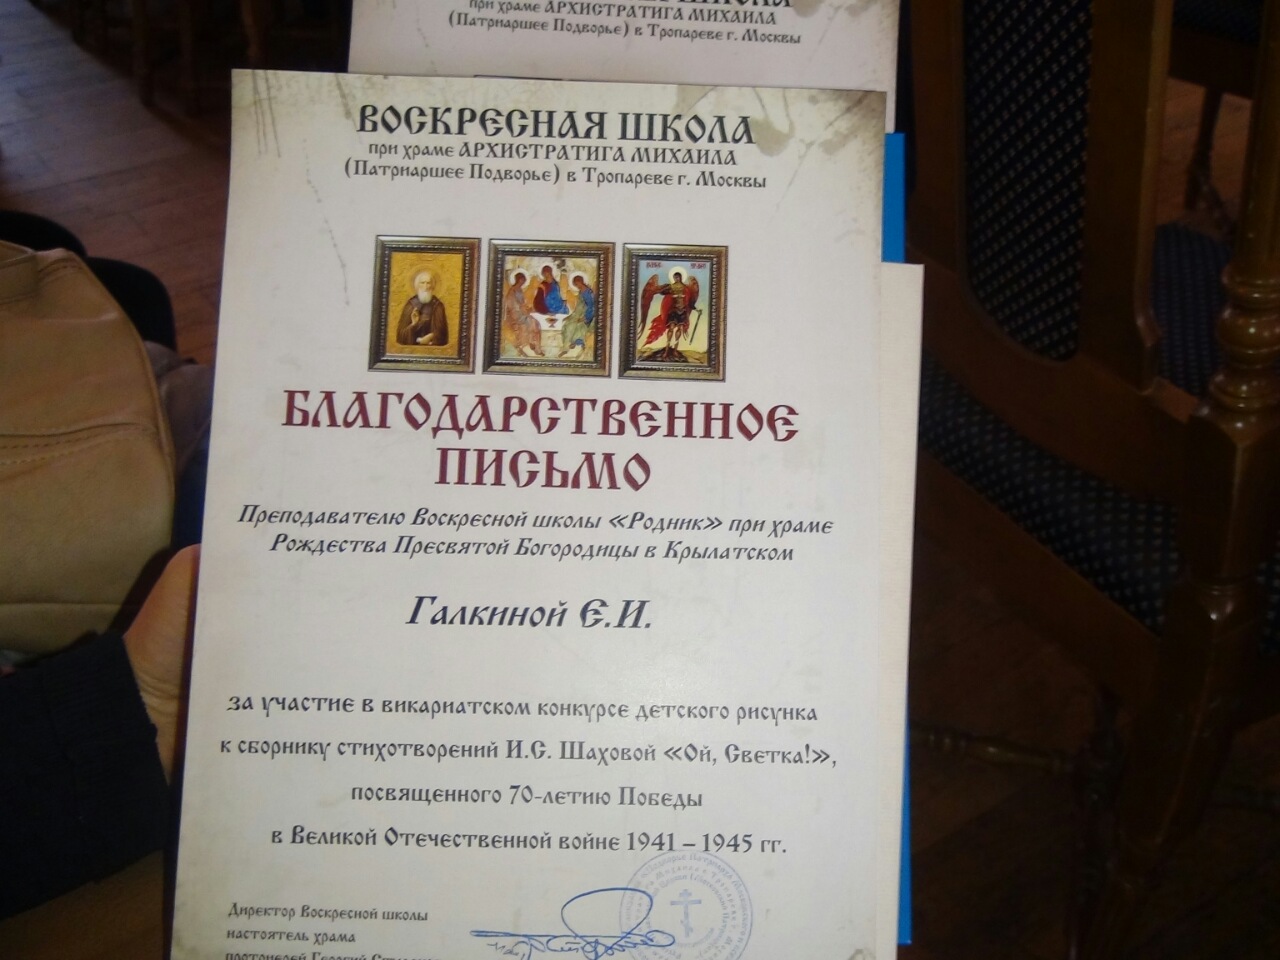 при храме АРХИСТРАТИГА МИХАИЛА
(Патриаршее Подворье) в Тропареве г. Москвы
ВОСКРЕСНАЯ ШКОЛА
при храме АРХИСТРАТИГА МИХАИЛА
(Патриаршее Подворье) в Тропареве г. Москвы
БЛАГОДАРСТВЕННОЕ
ПИСЬМО
Преподавателю Воскресной школы «Родник» при храме
Рождества Пресвятой Богородицы в Крылатском
Галкиной Е.И.
за участие в викариатском конкурсе детского рисунка
к сборнику стихотворений И.С. Шаховой «Ой, Светка!»,
посвященного 70-летию Победы
в Великой Отечественной войне 1941 – 1945 гг.
Директор Воскресной школы
настоятель храма
протоиерей Георгий